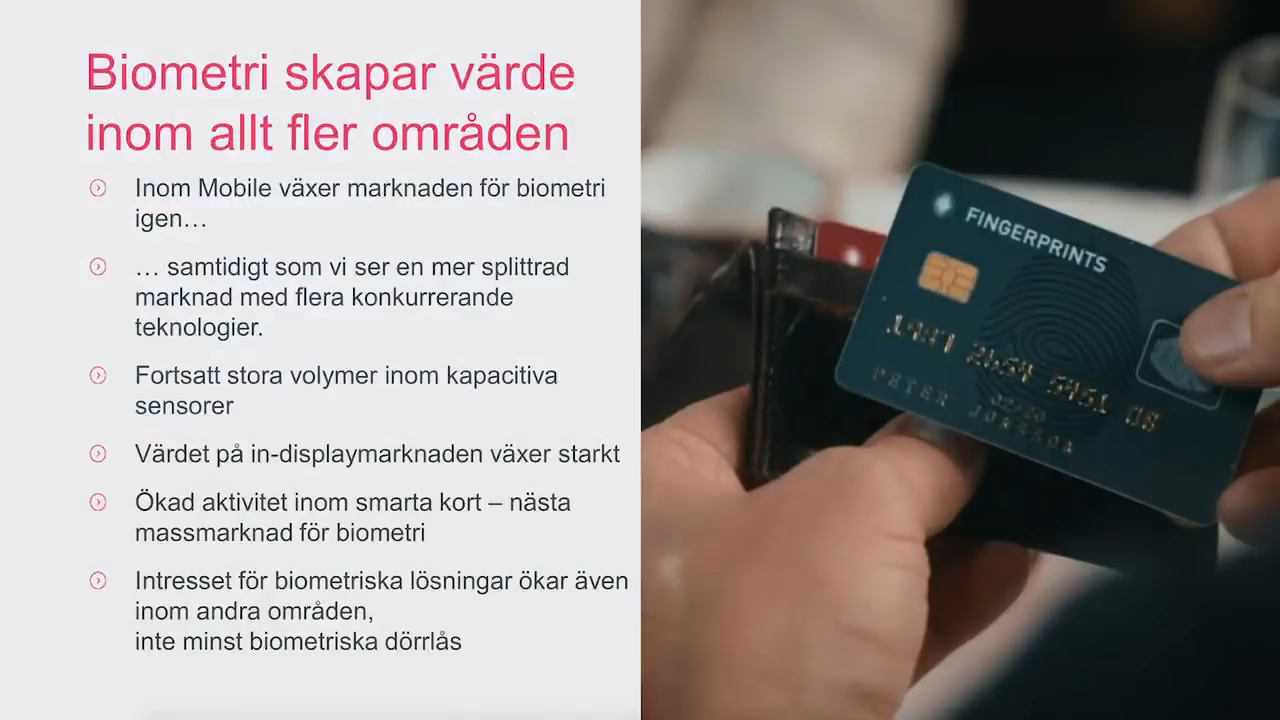 Biometri skapar värde
inom allt fler områden
Inom Mobile växer marknaden för biometri
igen…
… samtidigt som vi ser en mer splittrad
marknad med flera konkurrerande
teknologier.
Fortsatt stora volymer inom kapacitiva
sensorer
Värdet på in-displaymarknaden växer starkt
Ökad aktivitet inom smarta kort – nästa
massmarknad för biometri
Intresset för biometriska lösningar ökar även
inom andra områden,
inte minst biometriska dörrlås
FINGERPRINTS
PETER